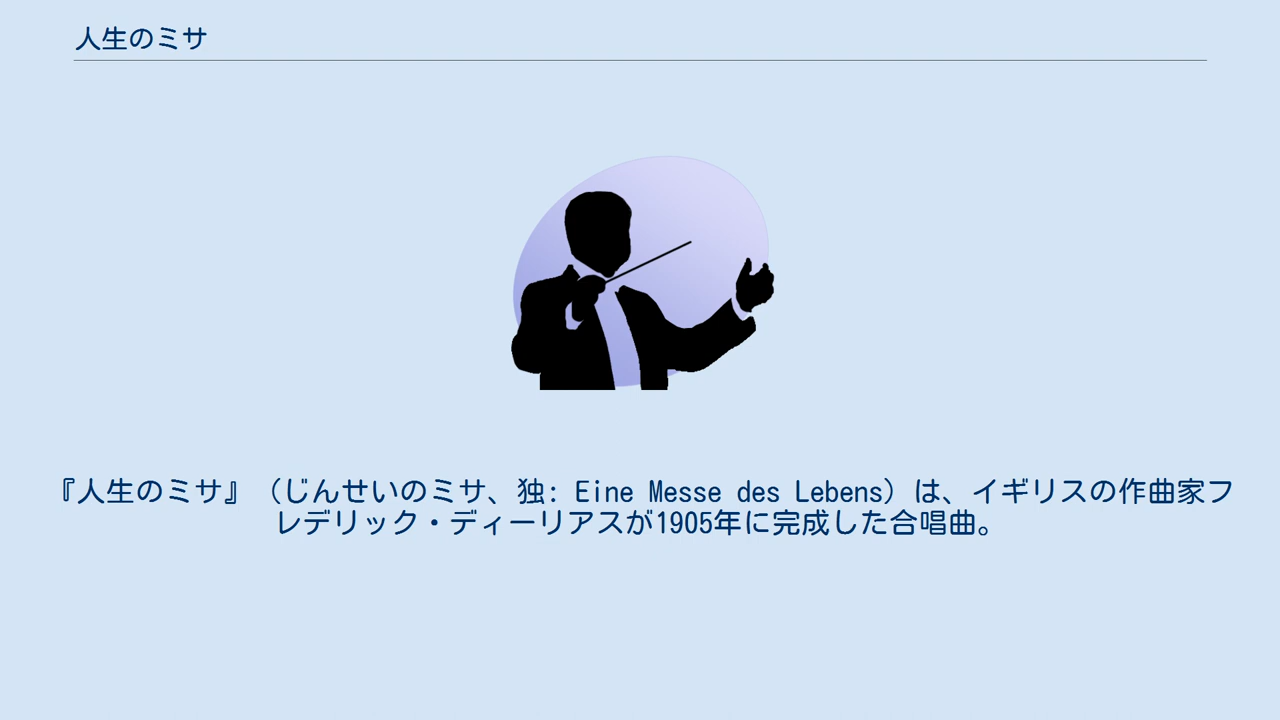 人生のミサ
『人生のミサ』（じんせいのミサ、独: Eine Messe des Lebens）は、イギリスの作曲家フ
レデリック・ディーリアスが1905年に完成した合唱曲。